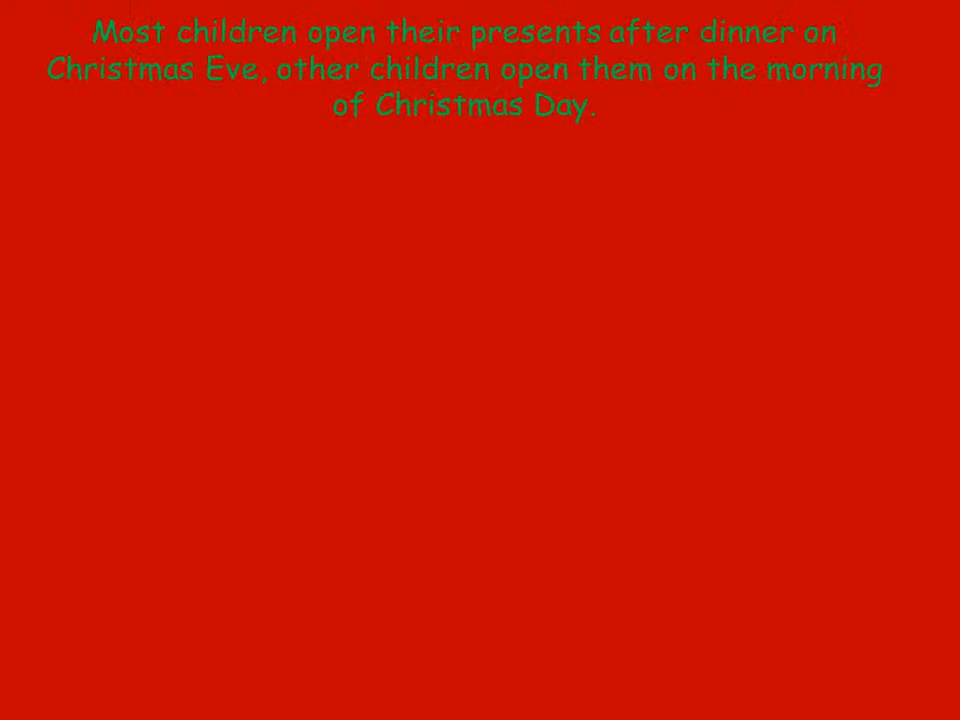 Most children open their presents after dinner on
Christmas Eve, other children open them on the morning
of Christmas Day.